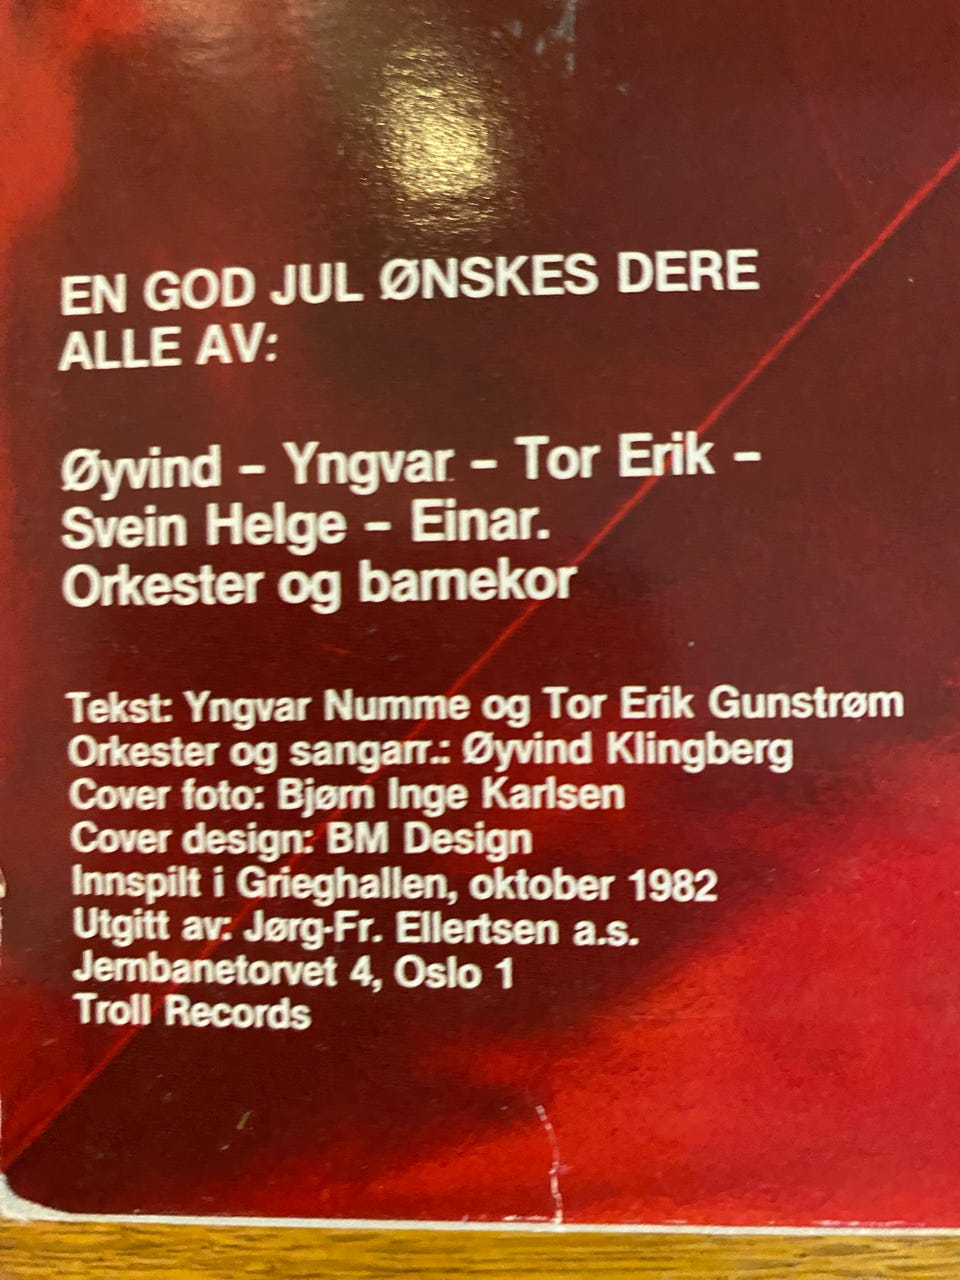 EN GOD JUL ØNSKES DERE
ALLE AV:
Øyvind – Yngvar – Tor Erik –
Svein Helge – Einar.
Orkester og barnekor
Tekst: Yngvar Numme og Tor Erik Gunstrøm
Orkester og sangarr.: Øyvind Klingberg
Cover foto: Bjørn Inge Karlsen
Cover design: BM Design
Innspilt i Grieghallen, oktober 1982
Utgitt av: Jørg-Fr. Ellertsen a.s.
Jernbanetorvet 4, Oslo 1
Troll Records